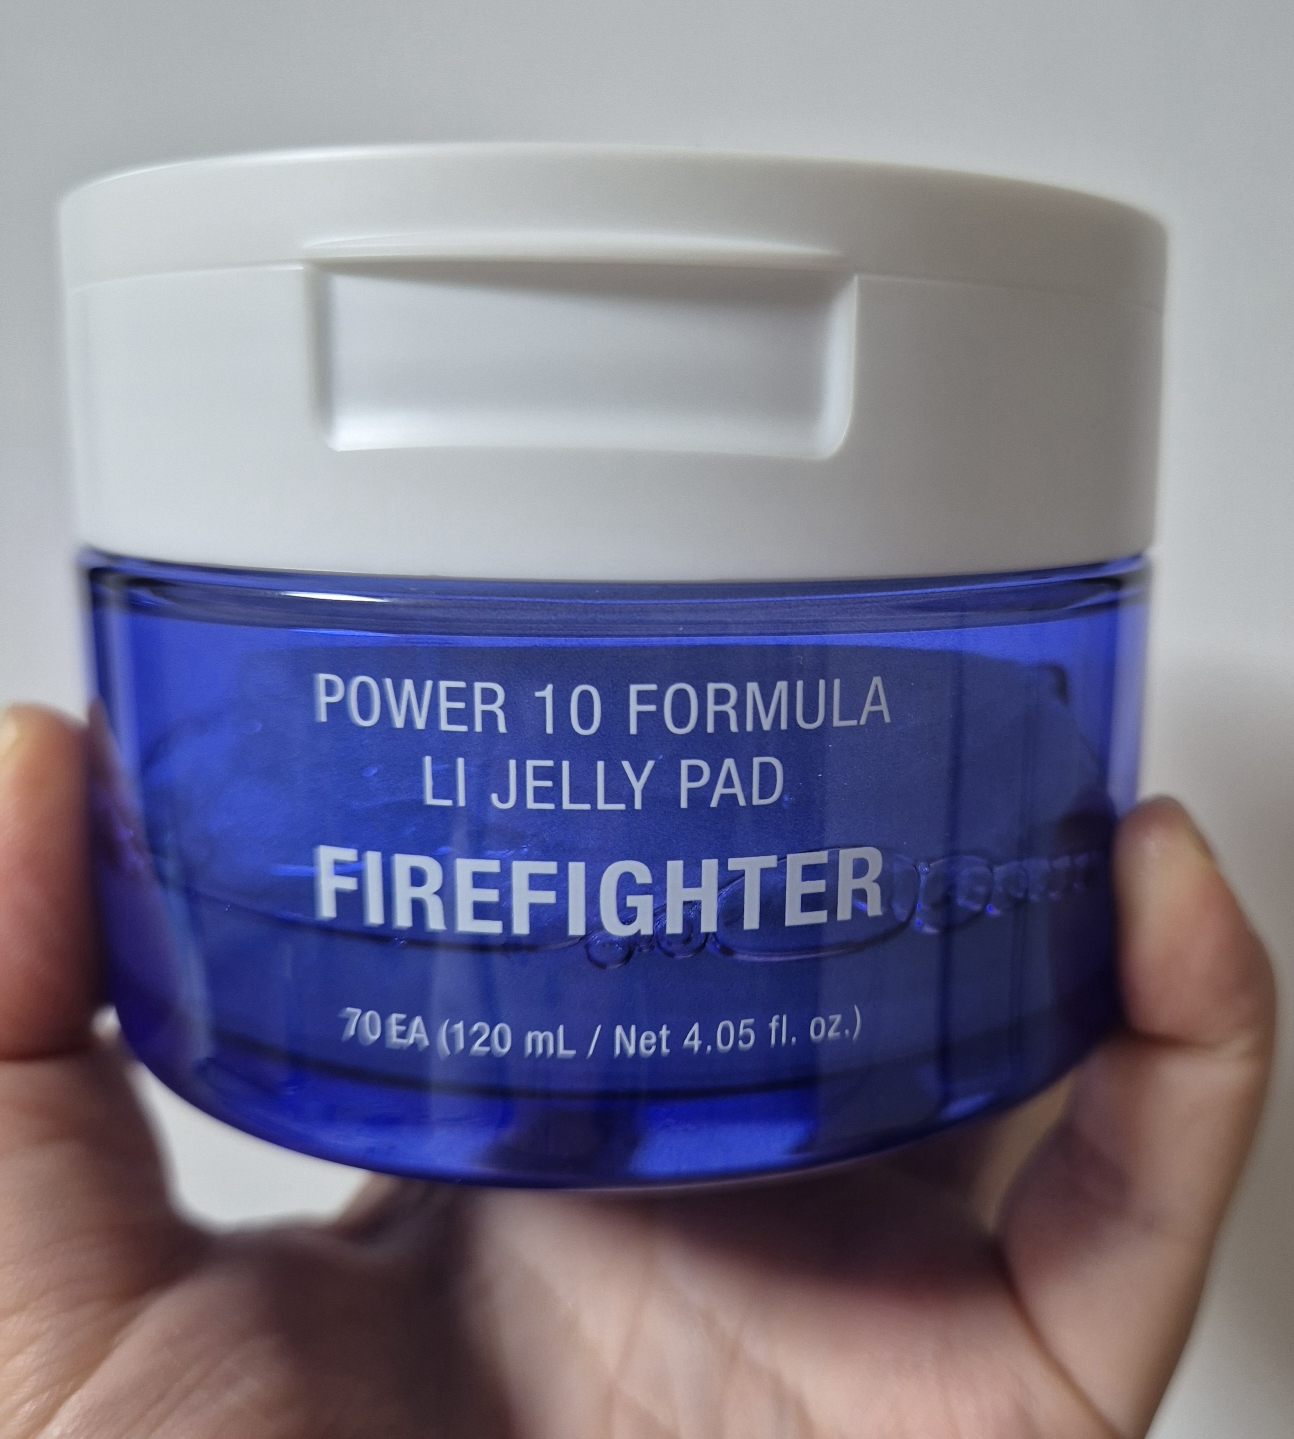 POWER 10 FORMULA
LI JELLY PAD
FIREFIGHTER
70 EA (120 mL / Net 4.05 fl. oz.)